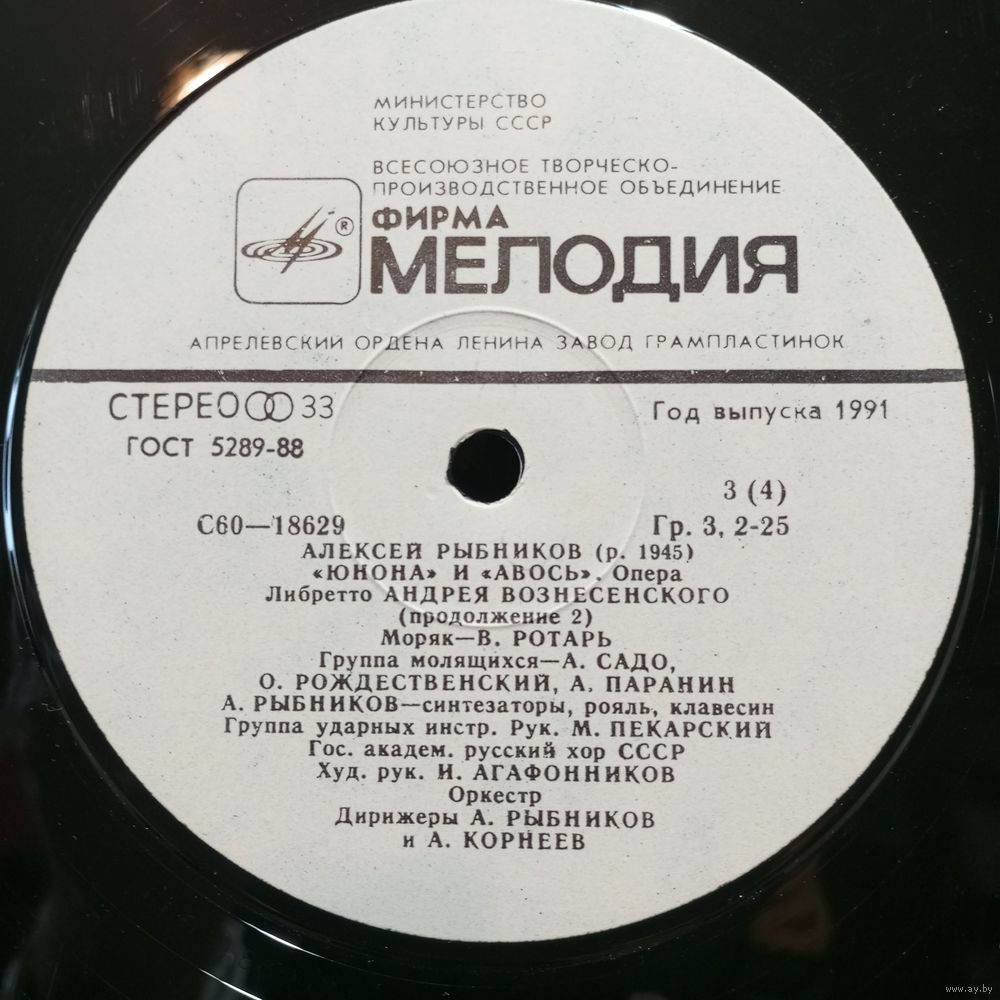 МИНИСТЕРСТВО
КУЛЬТУРЫ СССР
ВСЕСОЮЗНОЕ ТВОРЧЕСКО-
ПРОИЗВОДСТВЕННОЕ ОБЪЕДИНЕНИЕ
ФИРМА
МЕЛОДИЯ
®
АПРЕЛЕВСКИЙ ОРДЕНА ЛЕНИНА ЗАВОД ГРАМПЛАСТИНОК
СТЕРЕО 33
Год выпуска 1991
ГОСТ 5289-88
3 (4)
С60—18629
Гр. 3, 2-25
АЛЕКСЕЙ РЫБНИКОВ (р. 1945)
«ЮНОНА» И «АВОСЬ». Опера
Либретто АНДРЕЯ ВОЗНЕСЕНСКОГО
(продолжение 2)
Моряк—В. РОТАРЬ
Группа молящихся—А. САДО,
О. РОЖДЕСТВЕНСКИЙ, А. ПАРАНИН
А. РЫБНИКОВ—синтезаторы, рояль, клавесин
Группа ударных инстр. Рук. М. ПЕКАРСКИЙ
Гос. академ. русский хор СССР
Худ. рук. И. АГАФОННИКОВ
Оркестр
Дирижеры А. РЫБНИКОВ
и А. КОРНЕЕВ
www.ay.by